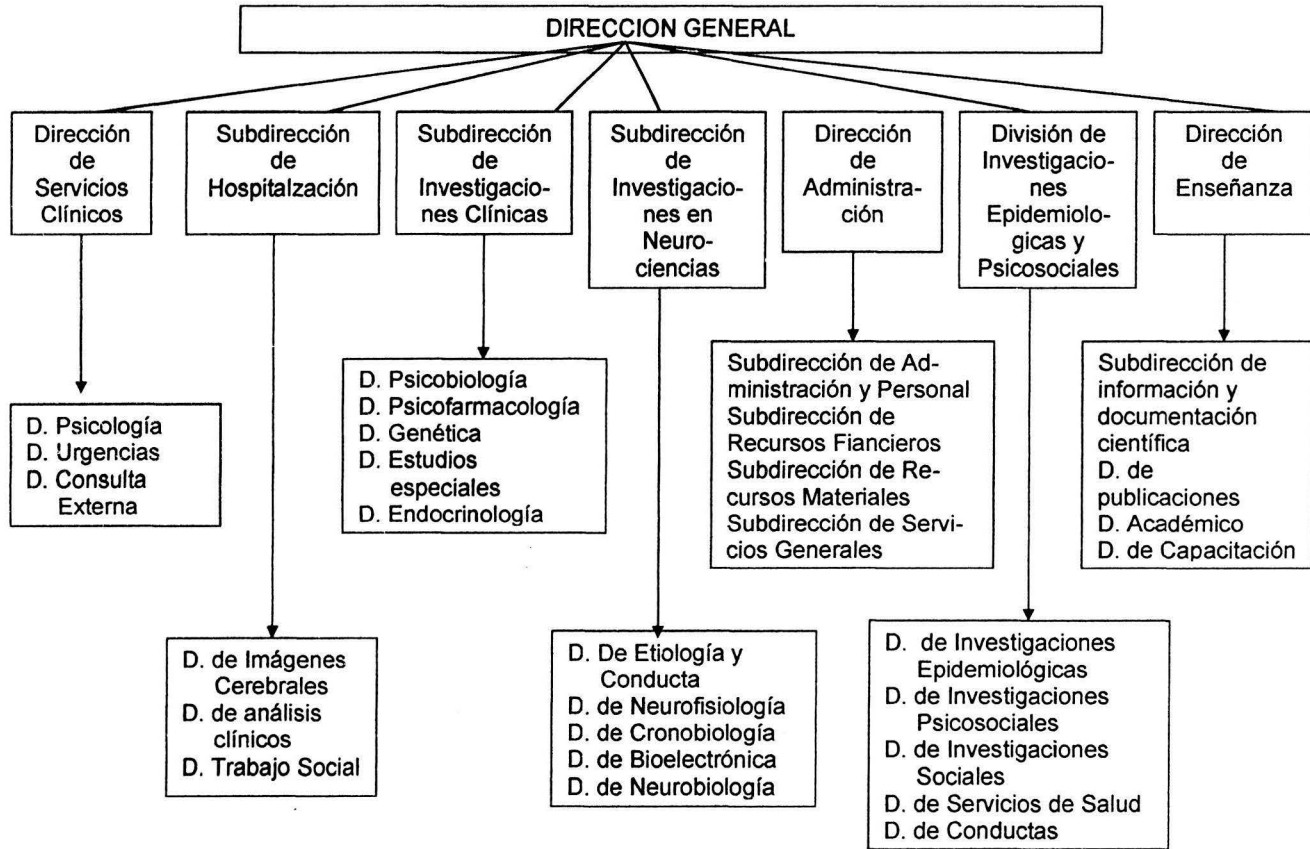 DIRECCION GENERAL
Dirección
de
Servicios
Clínicos
Subdirección
de
Hospitalzación
Subdirección
de
Investigacio-
nes Clínicas
Subdirección
de
Investigacio-
nes en
Neuro-
ciencias
Dirección
de
Administra-
ción
División de
Investigacio-
nes
Epidemiolo-
gicas y
Psicosociales
Dirección
de
Enseñanza
D. Psicología
D. Urgencias
D. Consulta
Externa
D. Psicobiología
D. Psicofarmacología
D. Genética
D. Estudios
especiales
D. Endocrinología
Subdirección de Ad-
ministración y Personal
Subdirección de
Recursos Fiancieros
Subdirección de Re-
cursos Materiales
Subdirección de Servi-
cios Generales
Subdirección de
información y
documentación
científica
D. de
publicaciones
D. Académico
D. de Capacitación
D. de Imágenes
Cerebrales
D. de análisis
clínicos
D. Trabajo Social
D. De Etiología y
Conducta
D. de Neurofisiología
D. de Cronobiología
D. de Bioelectrónica
D. de Neurobiología
D. de Investigaciones
Epidemiológicas
D. de Investigaciones
Psicosociales
D. de Investigaciones
Sociales
D. de Servicios de Salud
D. de Conductas